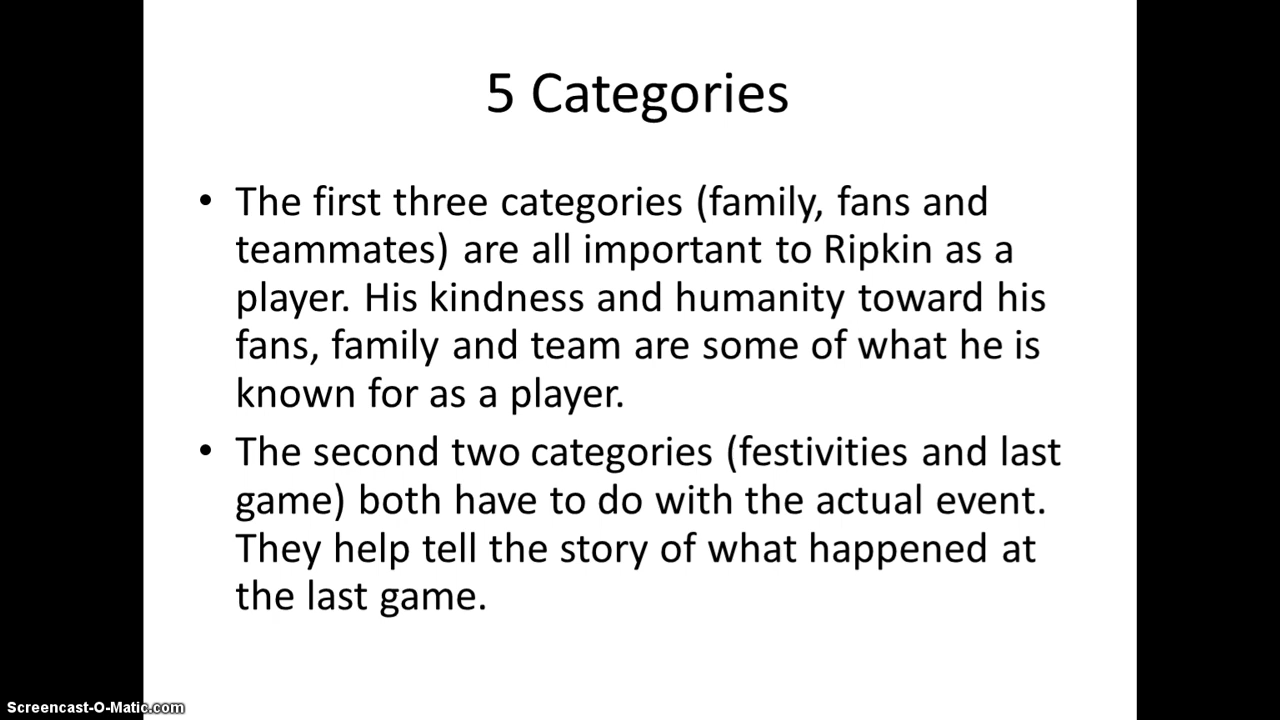 5 Categories
• The first three categories (family, fans and
teammates) are all important to Ripkin as a
player. His kindness and humanity toward his
fans, family and team are some of what he is
known for as a player.
• The second two categories (festivities and last
game) both have to do with the actual event.
They help tell the story of what happened at
the last game.
Screencast-O-Matic.com